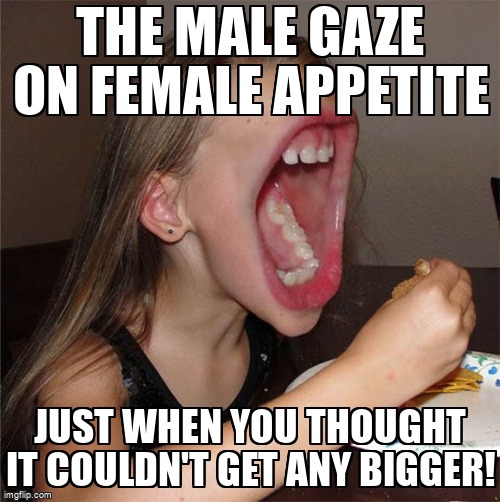 THE MALE GAZE
ON FEMALE APPETITE
JUST WHEN YOU THOUGHT
IT COULDN'T GET ANY BIGGER!
imgflip.com